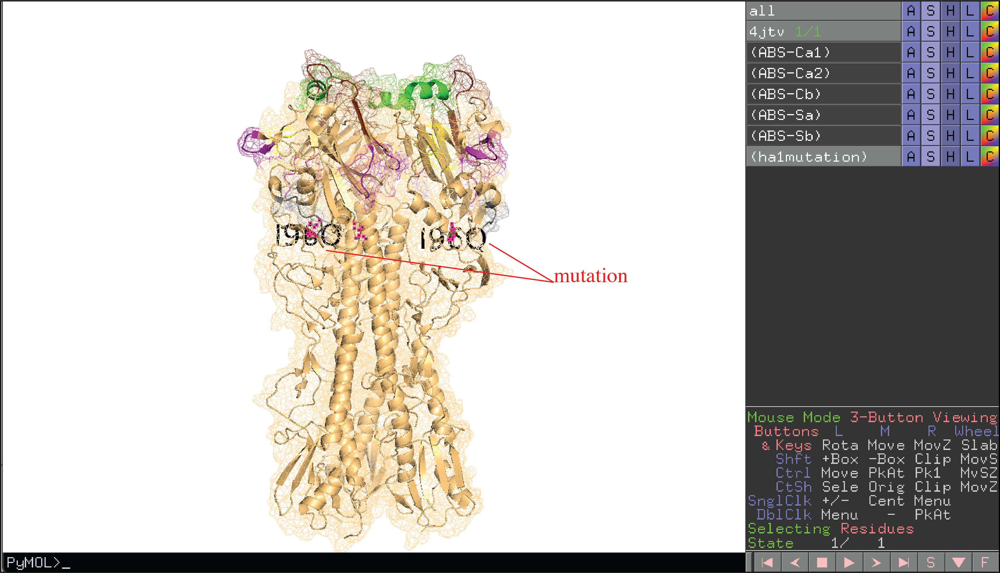 all A S H L C
4jtv 1/1 A S H L C
(ABS-Ca1) A S H L C
(ABS-Ca2) A S H L C
(ABS-Cb) A S H L C
(ABS-Sa) A S H L C
(ABS-Sb) A S H L C
(ha1mutation) A S H L C
I96Q I96Q
mutation
Mouse Mode 3-Button Viewing
Buttons L M R Wheel
& Keys Rota Move MovZ Slab
Shft +Box -Box Clip MovS
Ctrl Move PkAt Pk1 MvSZ
CtSh Sele Orig Clip MovZ
SnglClk +/- Cent Menu
DblClk Menu - PkAt
Selecting Residues
State 1/ 1
PyMOL>_
S F